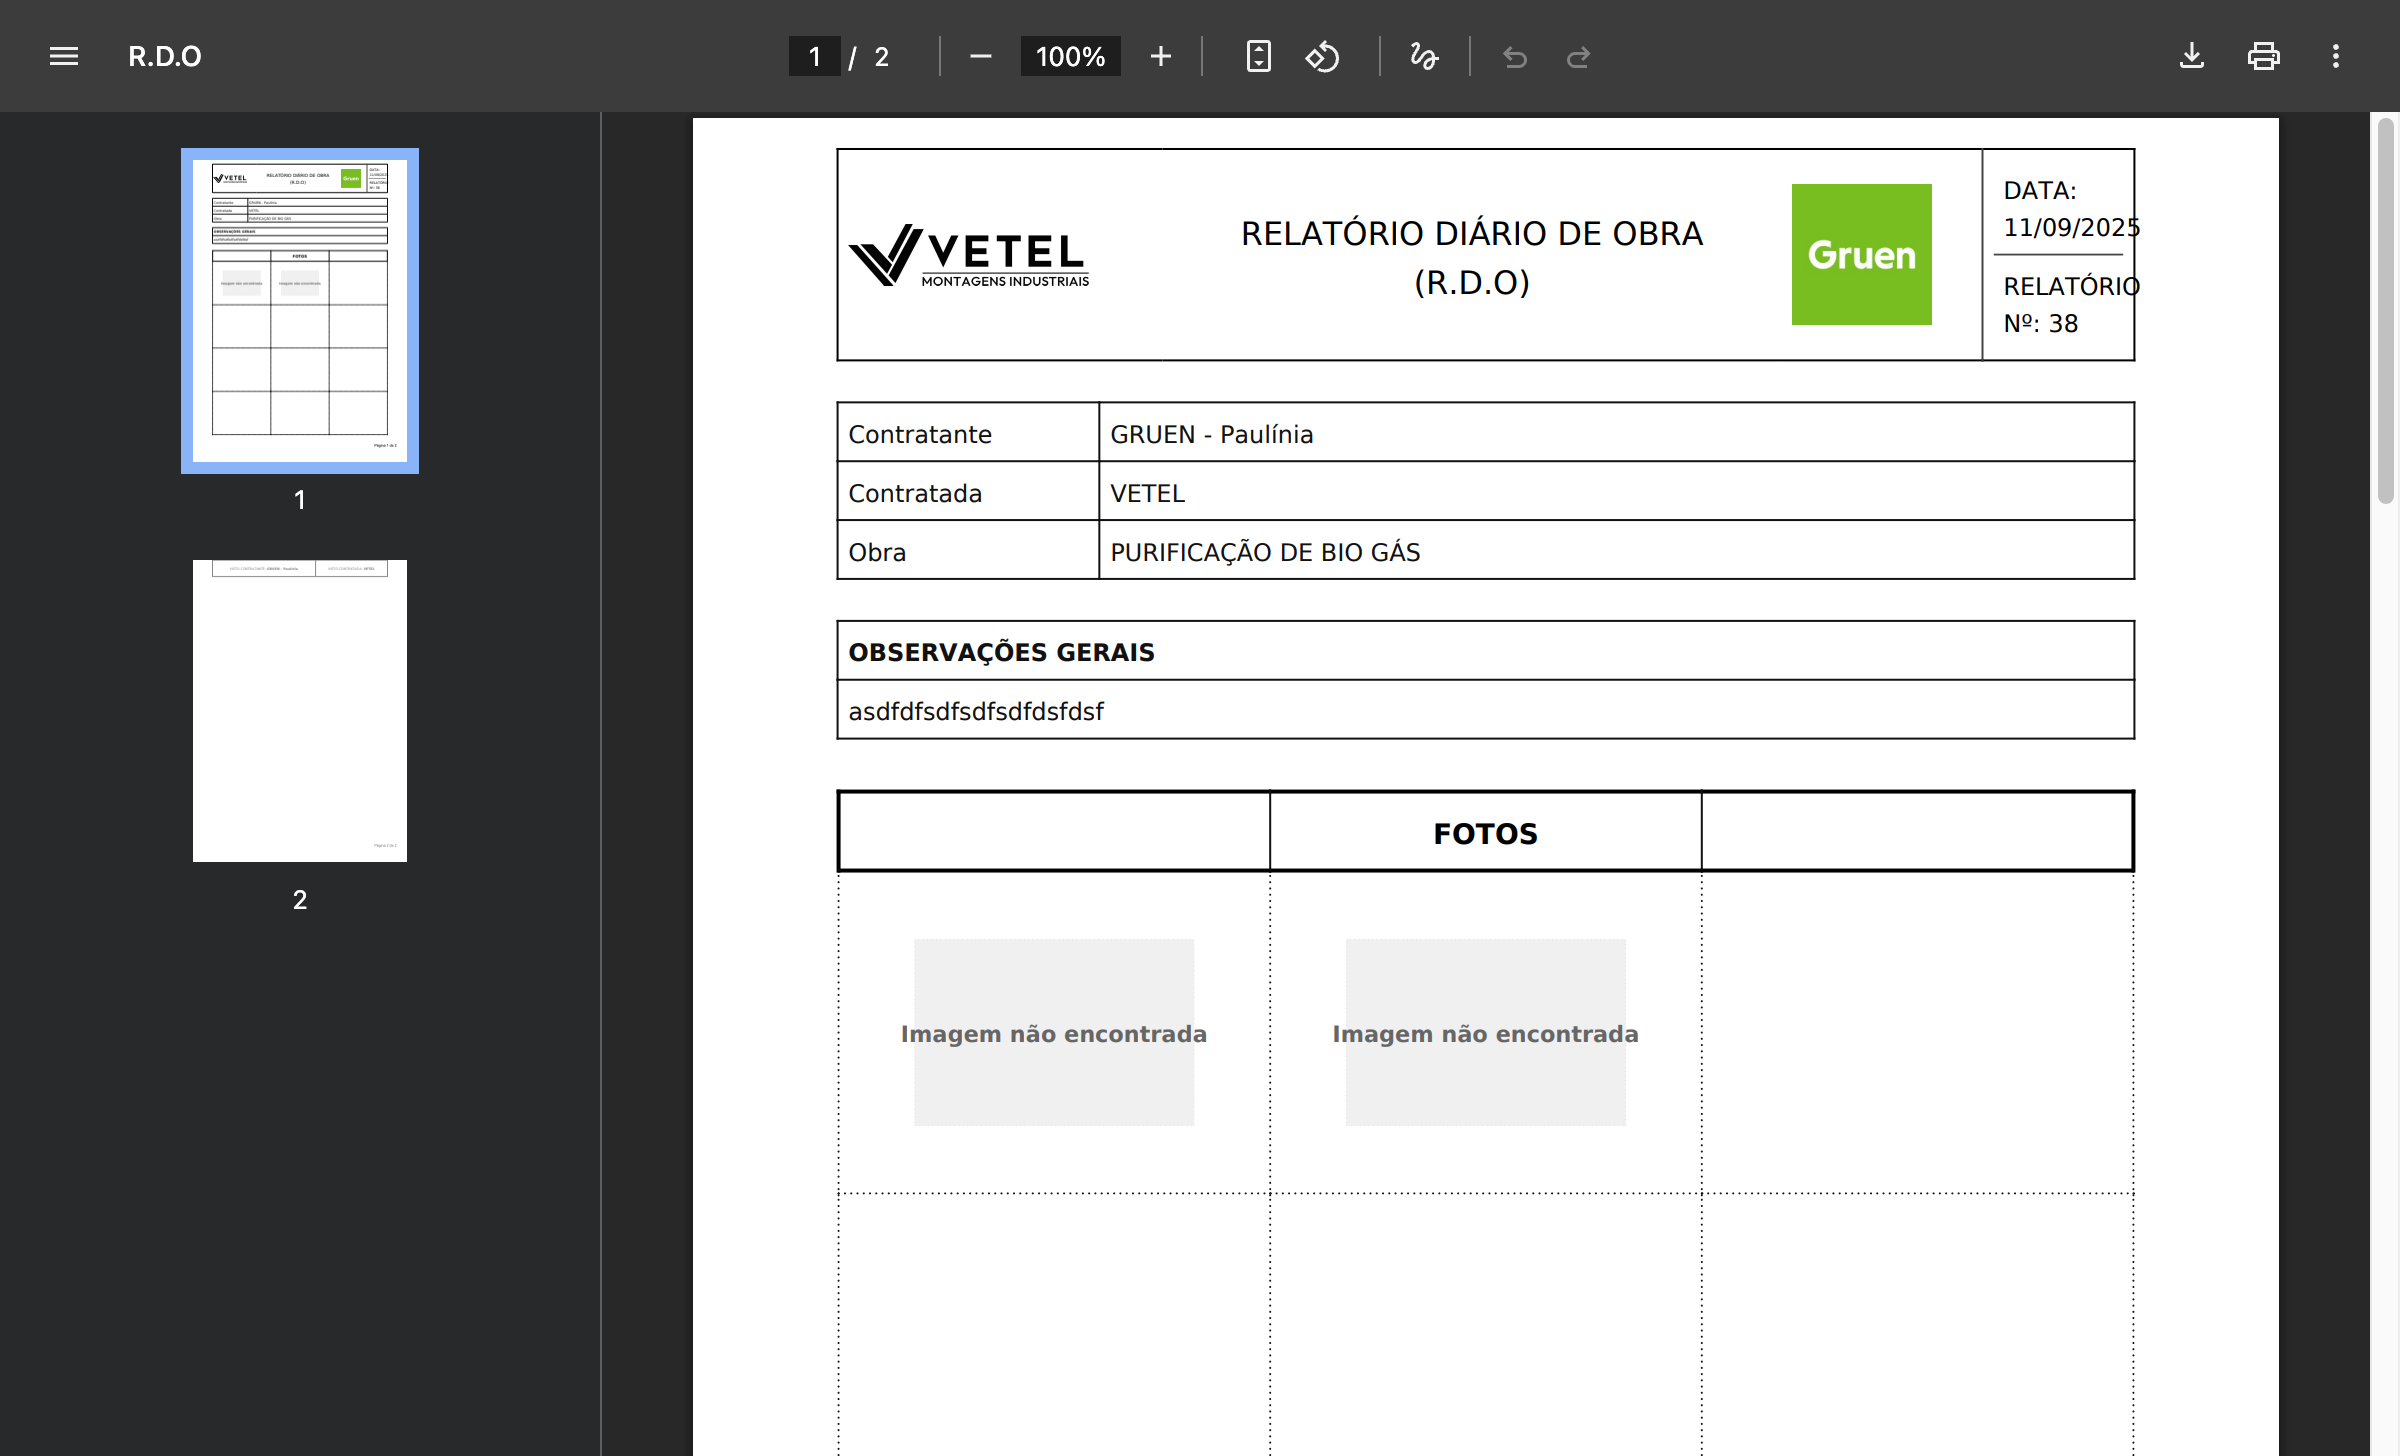 R.D.O
1 / 2
100%
1
2
VETEL
MONTAGENS INDUSTRIAIS
RELATÓRIO DIÁRIO DE OBRA
(R.D.O)
Gruen
DATA:
11/09/2025
RELATÓRIO
Nº: 38
Contratante GRUEN - Paulínia
Contratada VETEL
Obra PURIFICAÇÃO DE BIO GÁS
OBSERVAÇÕES GERAIS
asdfdfsdfsdfsdfdsfdsf
FOTOS
Imagem não encontrada Imagem não encontrada